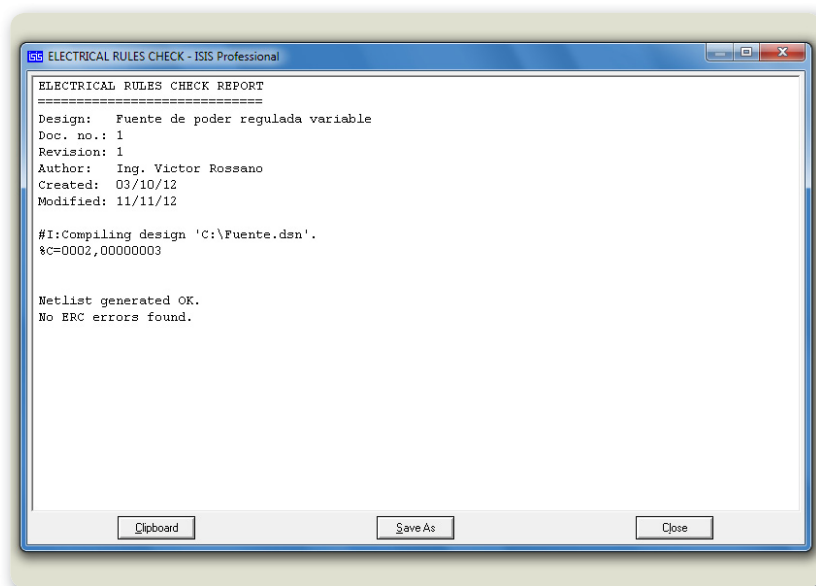 ISIS ELECTRICAL RULES CHECK - ISIS Professional
ELECTRICAL RULES CHECK REPORT
=============================
Design:   Fuente de poder regulada variable
Doc. no.: 1
Revision: 1
Author:   Ing. Victor Rossano
Created:  03/10/12
Modified: 11/11/12
#I:Compiling design 'C:\Fuente.dsn'.
%C=0002,00000003
Netlist generated OK.
No ERC errors found.
Clipboard
Save As
Close